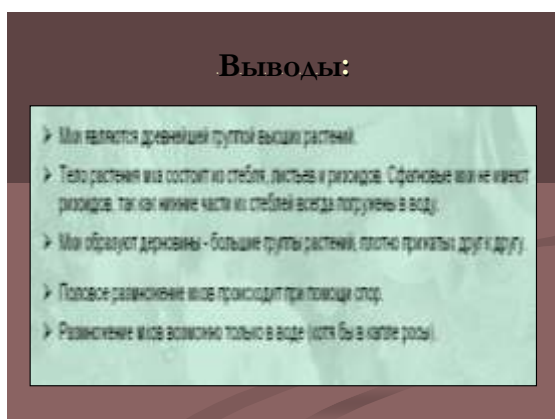 Выводы:
➢ Мхи являются древнейшей группой высших растений.
➢ Тело растения мха состоит из стебля, листьев и ризоидов. Сфагновые мхи не имеют
ризоидов, так как нижние части их стеблей всегда погружены в воду.
➢ Мхи образуют дерновины - большие группы растений, плотно прижатых друг к другу.
➢ Половое размножение мхов происходит при помощи спор.
➢ Размножение мхов возможно только в воде (хотя бы в капле росы).